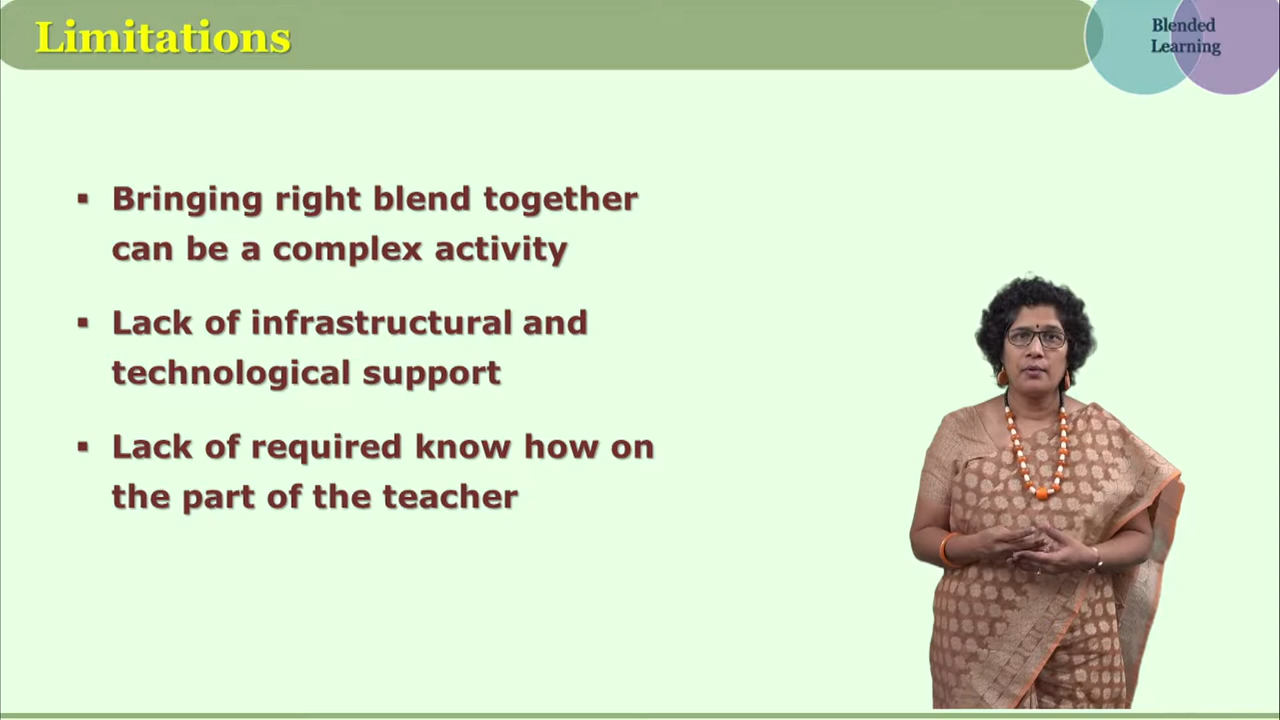 Limitations
Blended
Learning
▪ Bringing right blend together
can be a complex activity
▪ Lack of infrastructural and
technological support
▪ Lack of required know how on
the part of the teacher